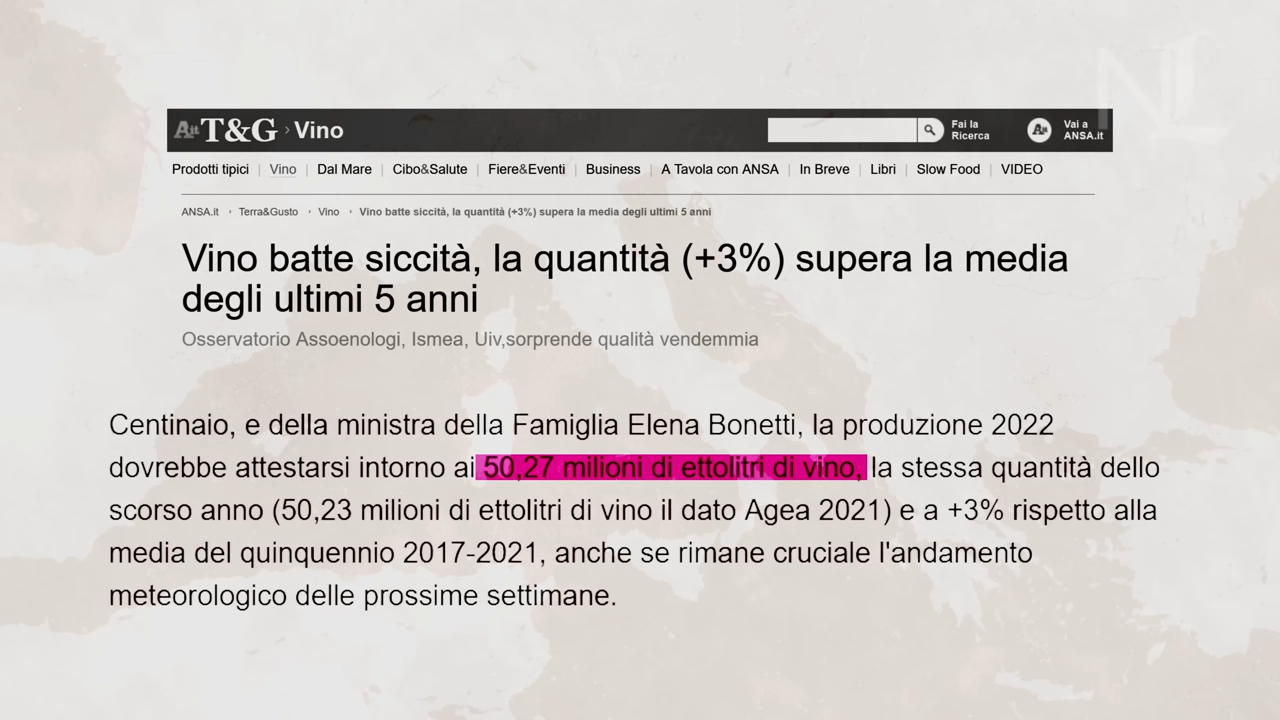 Ait T&G › Vino
Fai la
Ricerca
Vai a
ANSA.it
Prodotti tipici | Vino | Dal Mare | Cibo&Salute | Fiere&Eventi | Business | A Tavola con ANSA | In Breve | Libri | Slow Food | VIDEO
ANSA.it › Terra&Gusto › Vino › Vino batte siccità, la quantità (+3%) supera la media degli ultimi 5 anni
Vino batte siccità, la quantità (+3%) supera la media
degli ultimi 5 anni
Osservatorio Assoenologi, Ismea, Uiv,sorprende qualità vendemmia
Centinaio, e della ministra della Famiglia Elena Bonetti, la produzione 2022
dovrebbe attestarsi intorno ai 50,27 milioni di ettolitri di vino, la stessa quantità dello
scorso anno (50,23 milioni di ettolitri di vino il dato Agea 2021) e a +3% rispetto alla
media del quinquennio 2017-2021, anche se rimane cruciale l'andamento
meteorologico delle prossime settimane.